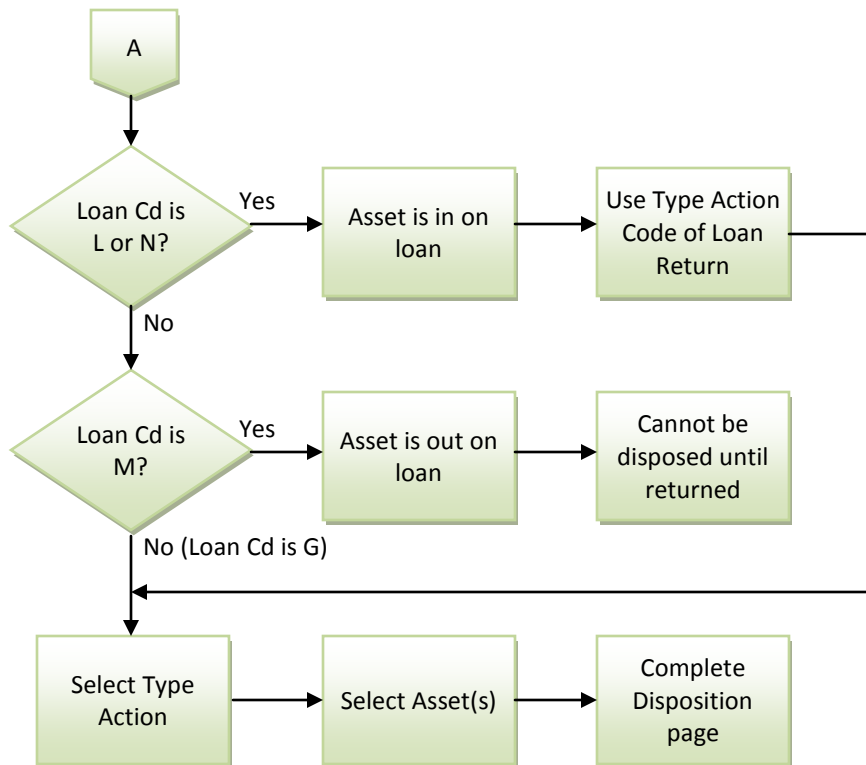 A
Loan Cd is
L or N?
Yes
Asset is in on
loan
Use Type Action
Code of Loan
Return
No
Loan Cd is
M?
Yes
Asset is out on
loan
Cannot be
disposed until
returned
No (Loan Cd is G)
Select Type
Action
Select Asset(s)
Complete
Disposition
page